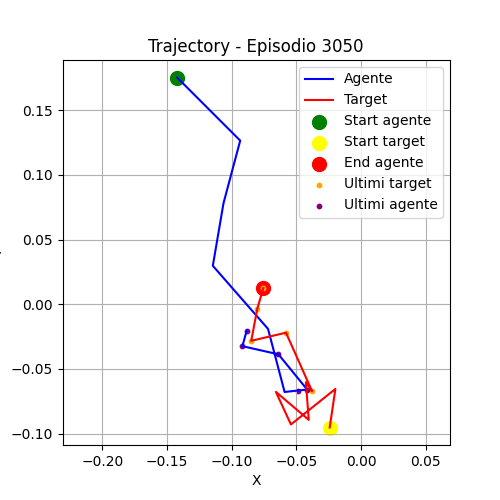 Trajectory - Episodio 3050
Agente
Target
Start agente
Start target
End agente
Ultimi target
Ultimi agente
0.15
0.10
0.05
0.00
−0.05
−0.10
−0.20
−0.15
−0.10
−0.05
0.00
0.05
X